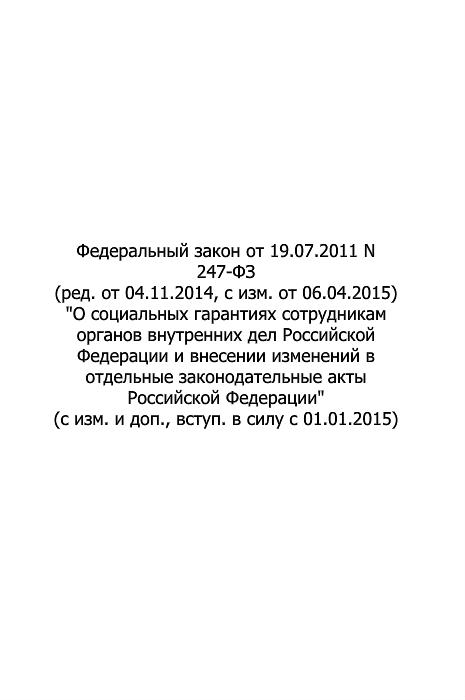 Федеральный закон от 19.07.2011 N
247-ФЗ
(ред. от 04.11.2014, с изм. от 06.04.2015)
"О социальных гарантиях сотрудникам
органов внутренних дел Российской
Федерации и внесении изменений в
отдельные законодательные акты
Российской Федерации"
(с изм. и доп., вступ. в силу с 01.01.2015)